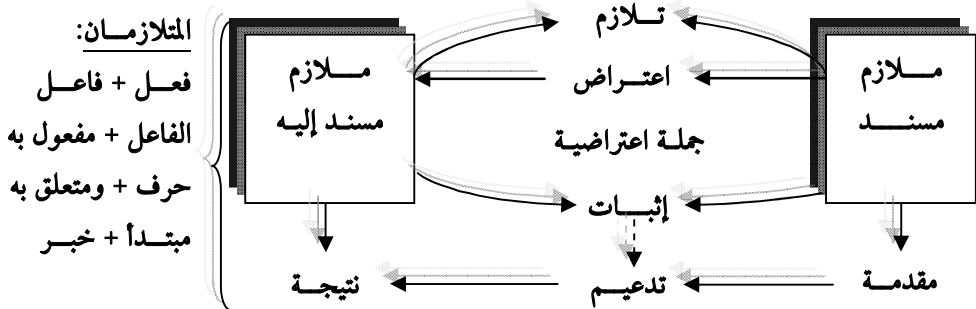 ملازم
مسند
مقدمة
تلازم
اعتراض
جملة اعتراضية
إثبات
تدعيم
ملازم
مسند إليه
نتيجة
المتلازمان:
فعل + فاعل
الفاعل + مفعول به
حرف + ومتعلق به
مبتدأ + خبر